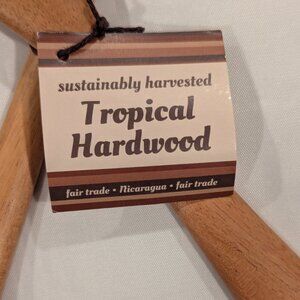 sustainably harvested
Tropical
Hardwood
fair trade • Nicaragua • fair trade